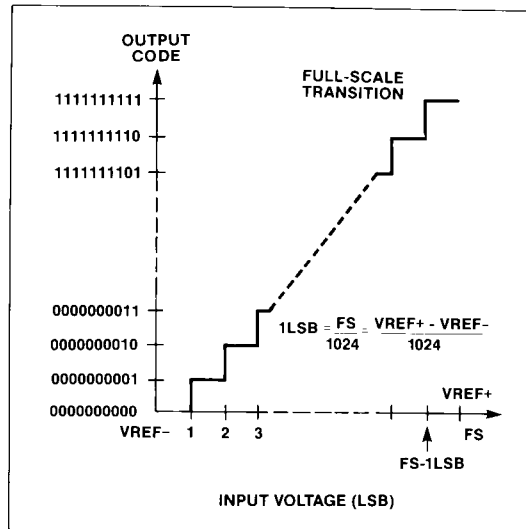 OUTPUT
CODE
FULL-SCALE
TRANSITION
1111111111
1111111110
1111111101
0000000011
1LSB = FS/1024 = VREF+ - VREF-/1024
0000000010
0000000001
VREF+
0000000000
VREF- 1 2 3 FS
FS-1LSB
INPUT VOLTAGE (LSB)